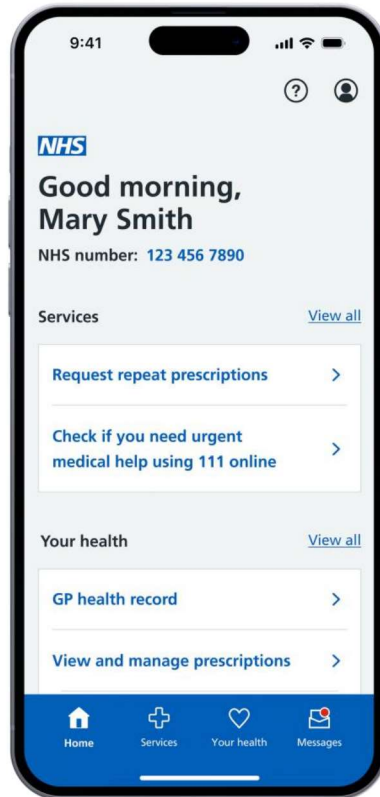 9:41
?
NHS
Good morning,
Mary Smith
NHS number: 123 456 7890
Services View all
Request repeat prescriptions
Check if you need urgent
medical help using 111 online
Your health View all
GP health record
View and manage prescriptions
Home Services Your health Messages